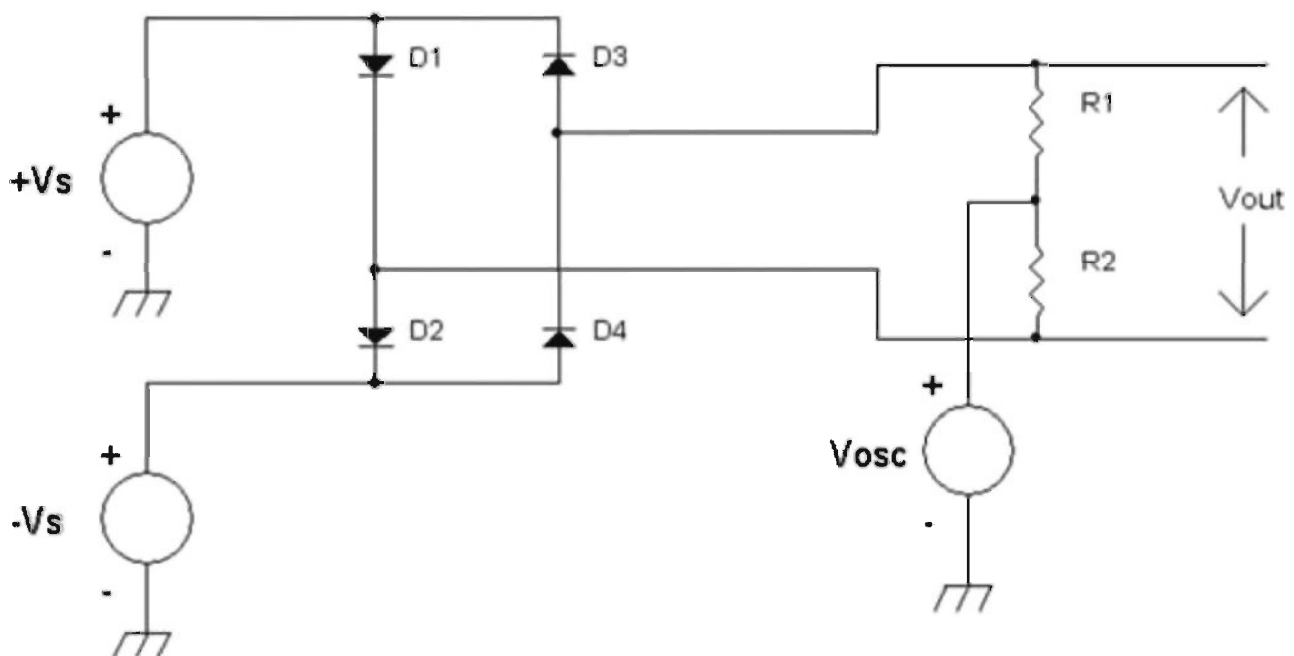 D1
D3
+
R1
+Vs
Vout
-
R2
D2
D4
+
+
Vosc
-Vs
-
-